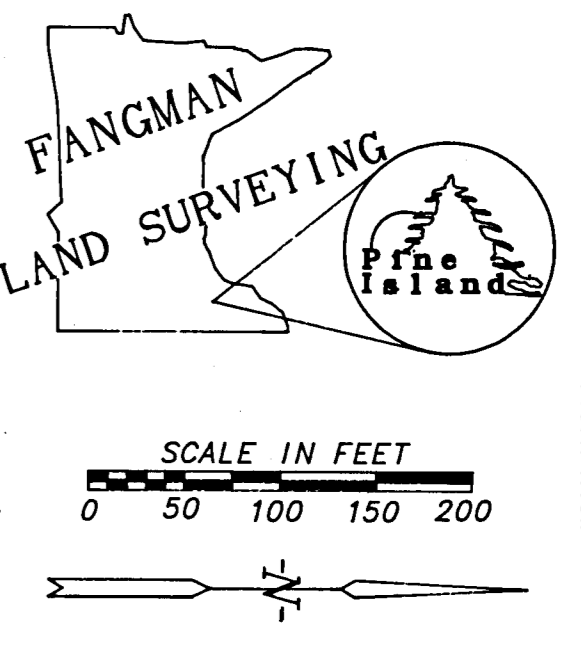 FANGMAN
LAND SURVEYING
Pine
Island
SCALE IN FEET
0 50 100 150 200
N